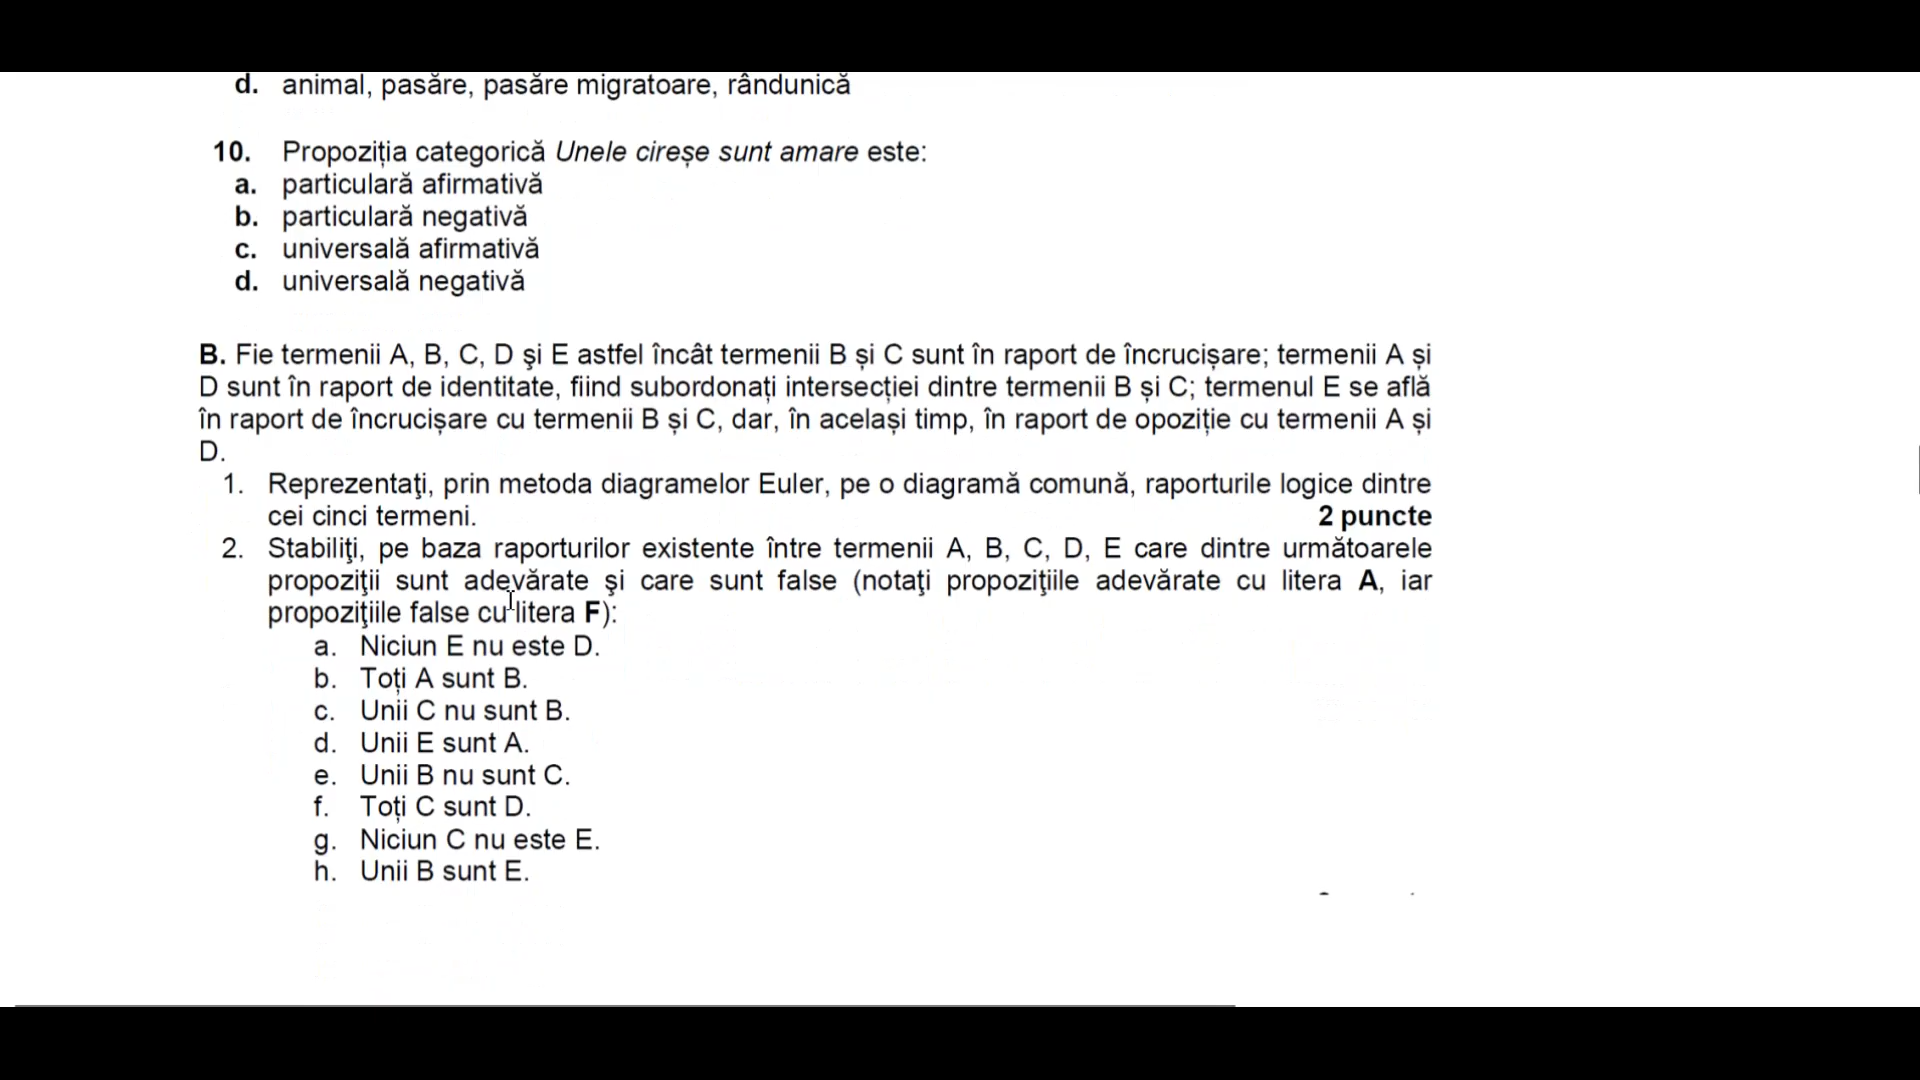 d. animal, pasăre, pasăre migratoare, rândunică
10. Propoziția categorică Unele cireșe sunt amare este:
a. particulară afirmativă
b. particulară negativă
c. universală afirmativă
d. universală negativă
B. Fie termenii A, B, C, D şi E astfel încât termenii B și C sunt în raport de încrucișare; termenii A și
D sunt în raport de identitate, fiind subordonați intersecției dintre termenii B și C; termenul E se află
în raport de încrucișare cu termenii B și C, dar, în același timp, în raport de opoziție cu termenii A și
D.
1. Reprezentaţi, prin metoda diagramelor Euler, pe o diagramă comună, raporturile logice dintre
cei cinci termeni. 2 puncte
2. Stabiliţi, pe baza raporturilor existente între termenii A, B, C, D, E care dintre următoarele
propoziţii sunt adevărate şi care sunt false (notaţi propoziţiile adevărate cu litera A, iar
propoziţiile false cu litera F):
a. Niciun E nu este D.
b. Toți A sunt B.
c. Unii C nu sunt B.
d. Unii E sunt A.
e. Unii B nu sunt C.
f. Toți C sunt D.
g. Niciun C nu este E.
h. Unii B sunt E.